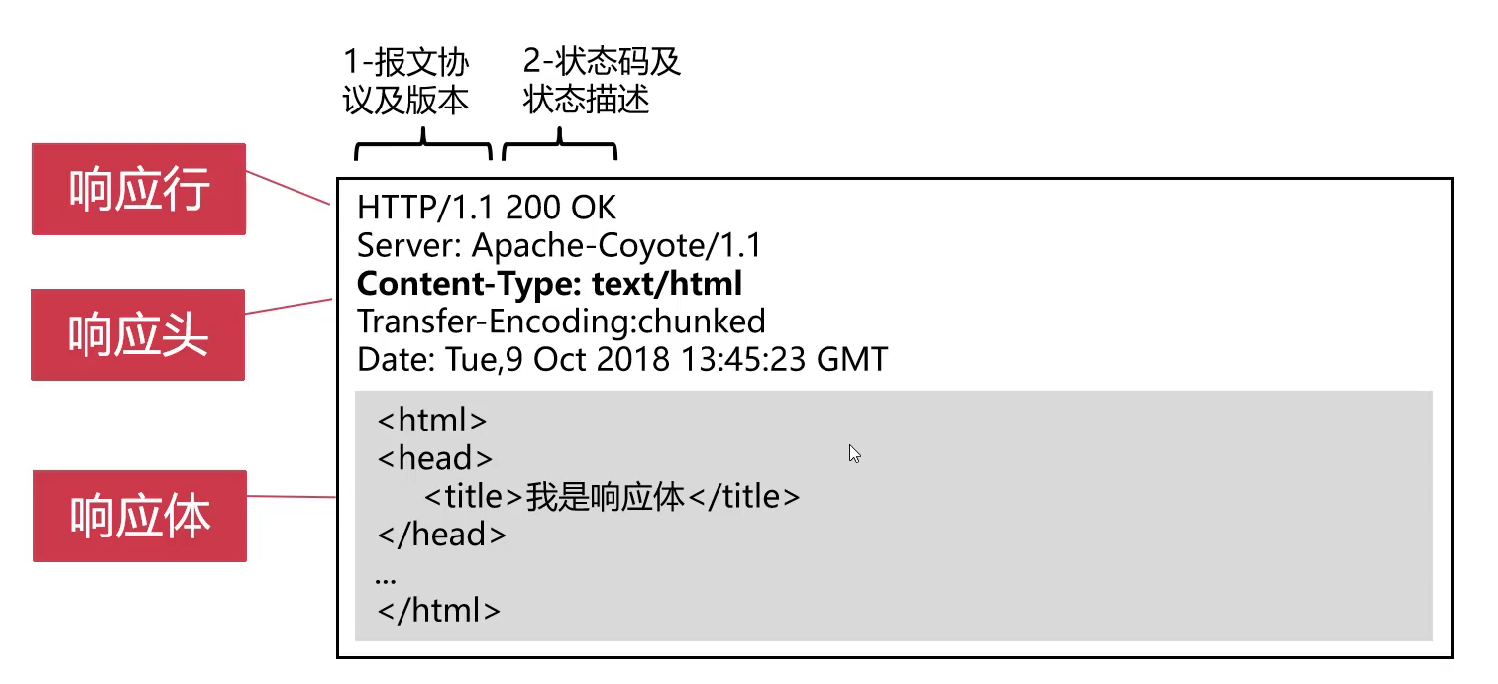 1-报文协
议及版本
2-状态码及
状态描述
响应行
HTTP/1.1 200 OK
Server: Apache-Coyote/1.1
响应头
Content-Type: text/html
Transfer-Encoding:chunked
Date: Tue,9 Oct 2018 13:45:23 GMT
响应体
<html>
<head>
<title>我是响应体</title>
</head>
...
</html>